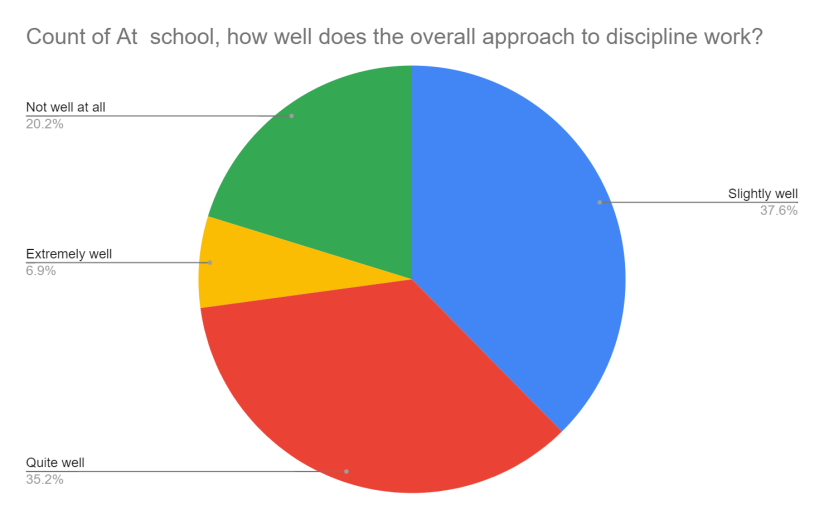 Count of At  school, how well does the overall approach to discipline work?
Not well at all
20.2%
Slightly well
37.6%
Extremely well
6.9%
Quite well
35.2%